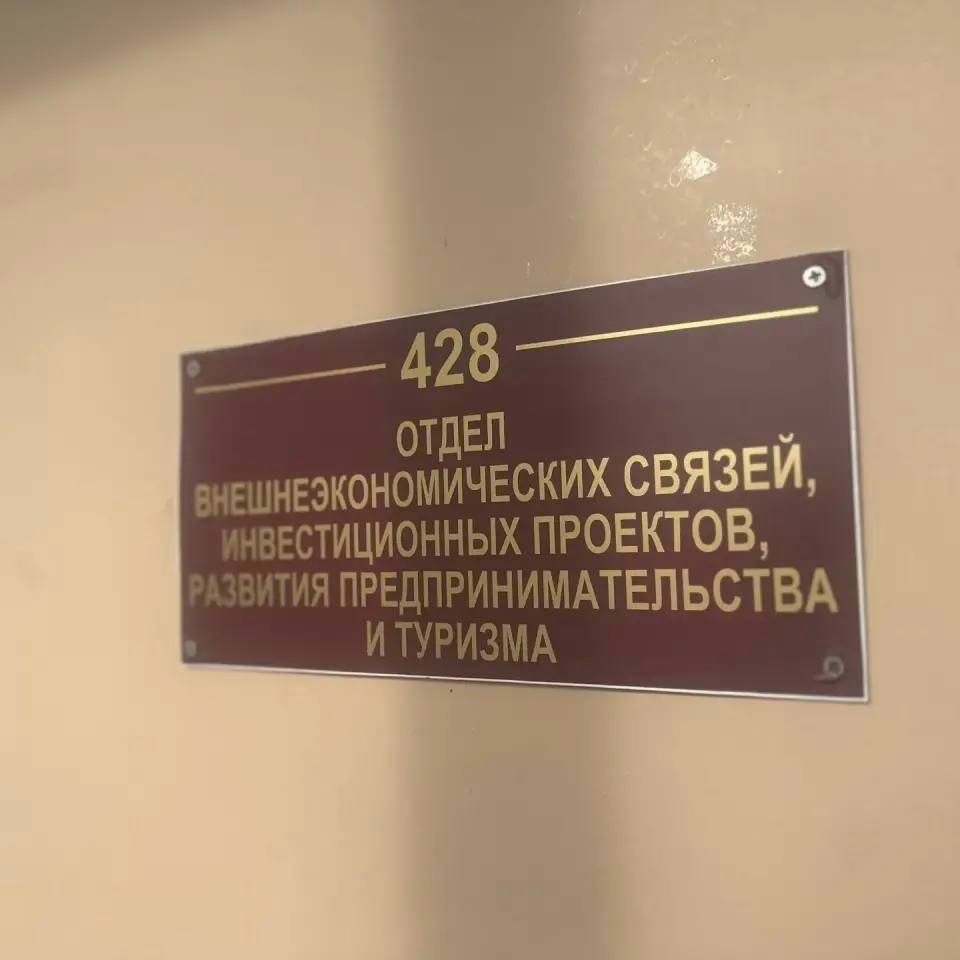 428
ОТДЕЛ
ВНЕШНЕЭКОНОМИЧЕСКИХ СВЯЗЕЙ,
ИНВЕСТИЦИОННЫХ ПРОЕКТОВ,
РАЗВИТИЯ ПРЕДПРИНИМАТЕЛЬСТВА
И ТУРИЗМА